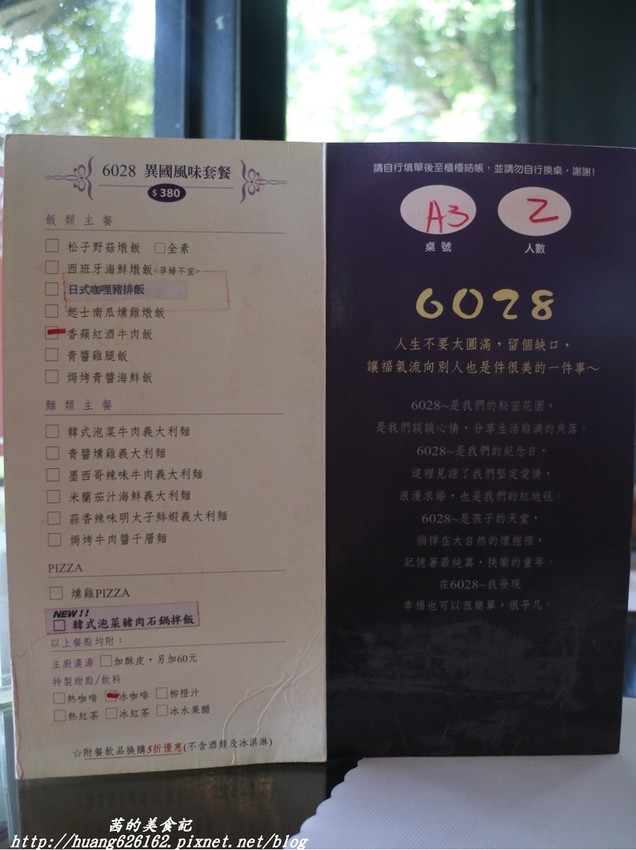 6028 異國風味套餐
$380
飯類主餐
松子野菇燉飯 全素
西班牙海鮮燉飯<孕婦不宜>
日式咖哩豬排飯
起士南瓜燻雞燉飯
香蘋紅酒牛肉飯
青醬雞腿飯
焗烤青醬海鮮飯
麵類主餐
韓式泡菜牛肉義大利麵
青醬燻雞義大利麵
墨西哥辣味牛肉義大利麵
米蘭茄汁海鮮義大利麵
蒜香辣味明太子鮮蝦義大利麵
焗烤牛肉醬千層麵
PIZZA
燻雞PIZZA
NEW!!
韓式泡菜豬肉石鍋拌飯
以上餐點均附：
主廚濃湯 加酥皮，另加60元
特製甜點/飲料
熱咖啡 冰咖啡 柳橙汁
熱紅茶 冰紅茶 冰水果醋
☆附餐飲品換購5折優惠(不含酒類及冰淇淋)
請自行填單後至櫃檯結帳，並請勿自行換桌，謝謝!
A3 2
桌號 人數
6028
人生不要太圓滿，留個缺口，
讓福氣流向別人也是件很美的一件事～
6028~是我們的秘密花園，
是我們談談心情，分享生活點滴的角落。
6028~是我們的紀念日，
這裡見證了我們堅定愛情，
浪漫求婚，也是我們的紅地毯。
6028~是孩子的天堂，
徜徉在大自然的懷抱裡，
記憶著最純真，快樂的童年。
在6028~我發現
幸福也可以很簡單，很平凡。
茜的美食記
http://huang626162.pixnet.net/blog